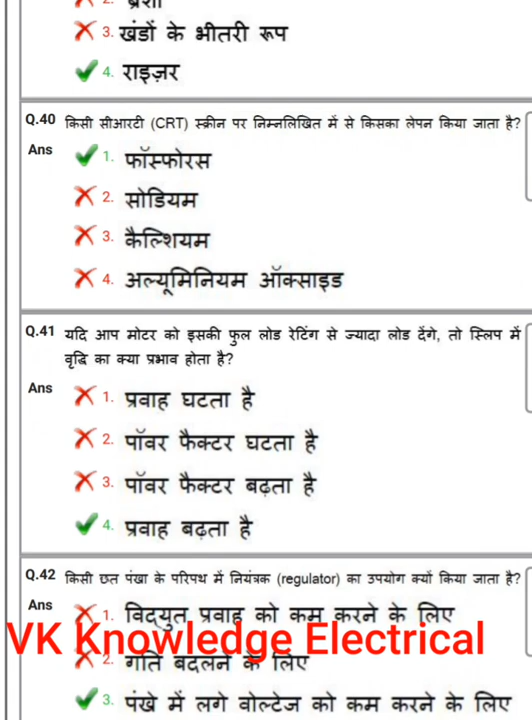 3. खंडों के भीतरी रूप
4. राइज़र
Q.40 किसी सीआरटी (CRT) स्क्रीन पर निम्नलिखित में से किसका लेपन किया जाता है?
Ans 1. फॉस्फोरस
2. सोडियम
3. कैल्शियम
4. अल्यूमिनियम ऑक्साइड
Q.41 यदि आप मोटर को इसकी फुल लोड रेटिंग से ज्यादा लोड देंगे, तो स्लिप में
वृद्धि का क्या प्रभाव होता है?
Ans 1. प्रवाह घटता है
2. पॉवर फैक्टर घटता है
3. पॉवर फैक्टर बढ़ता है
4. प्रवाह बढ़ता है
Q.42 किसी छत पंखा के परिपथ में नियंत्रक (regulator) का उपयोग क्यों किया जाता है?
Ans 1. विद्युत प्रवाह को कम करने के लिए
VK Knowledge Electrical
2. गति बदलने के लिए
3. पंखे में लगे वोल्टेज को कम करने के लिए